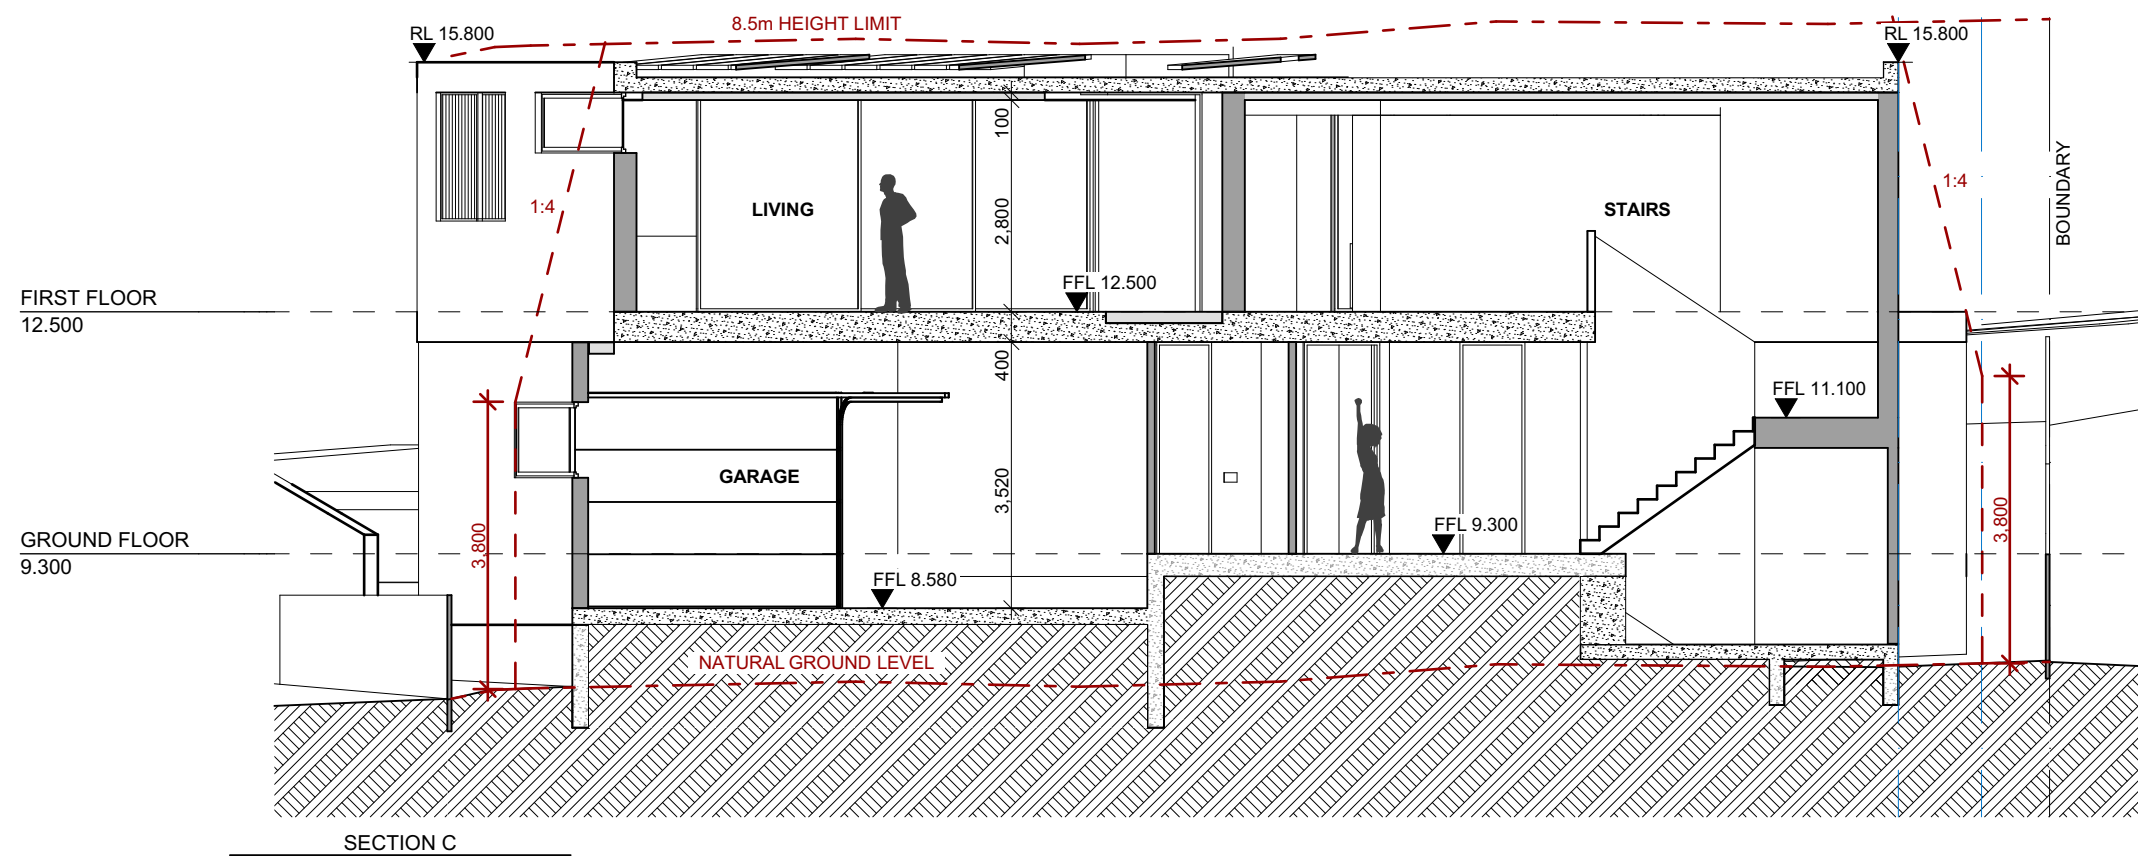 8.5m HEIGHT LIMIT
RL 15.800
RL 15.800
100
1:4
1:4
BOUNDARY
LIVING
2,800
STAIRS
FFL 12.500
FIRST FLOOR
12.500
400
FFL 11.100
GARAGE
3,520
3,800
3,800
FFL 9.300
GROUND FLOOR
9.300
FFL 8.580
NATURAL GROUND LEVEL
SECTION C